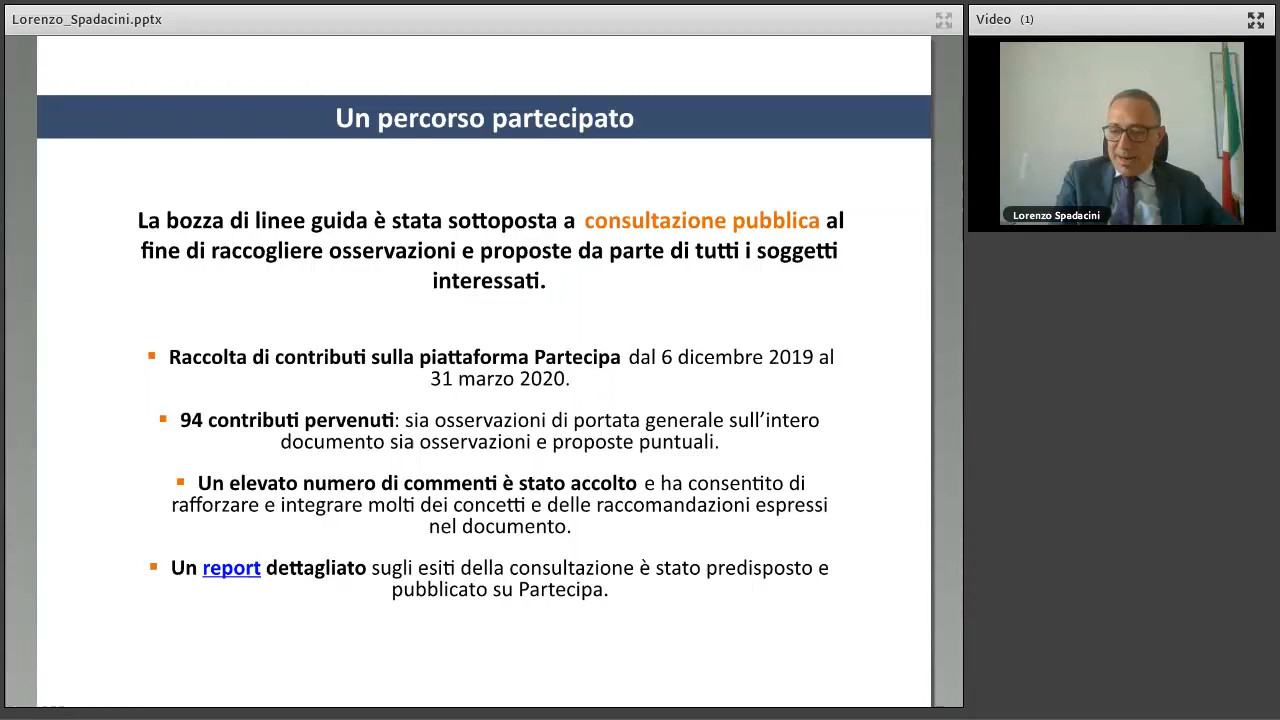 Lorenzo_Spadacini.pptx
Video (1)
Un percorso partecipato
Lorenzo Spadacini
La bozza di linee guida è stata sottoposta a consultazione pubblica al
fine di raccogliere osservazioni e proposte da parte di tutti i soggetti
interessati.
▪ Raccolta di contributi sulla piattaforma Partecipa dal 6 dicembre 2019 al
31 marzo 2020.
▪ 94 contributi pervenuti: sia osservazioni di portata generale sull’intero
documento sia osservazioni e proposte puntuali.
▪ Un elevato numero di commenti è stato accolto e ha consentito di
rafforzare e integrare molti dei concetti e delle raccomandazioni espressi
nel documento.
▪ Un report dettagliato sugli esiti della consultazione è stato predisposto e
pubblicato su Partecipa.